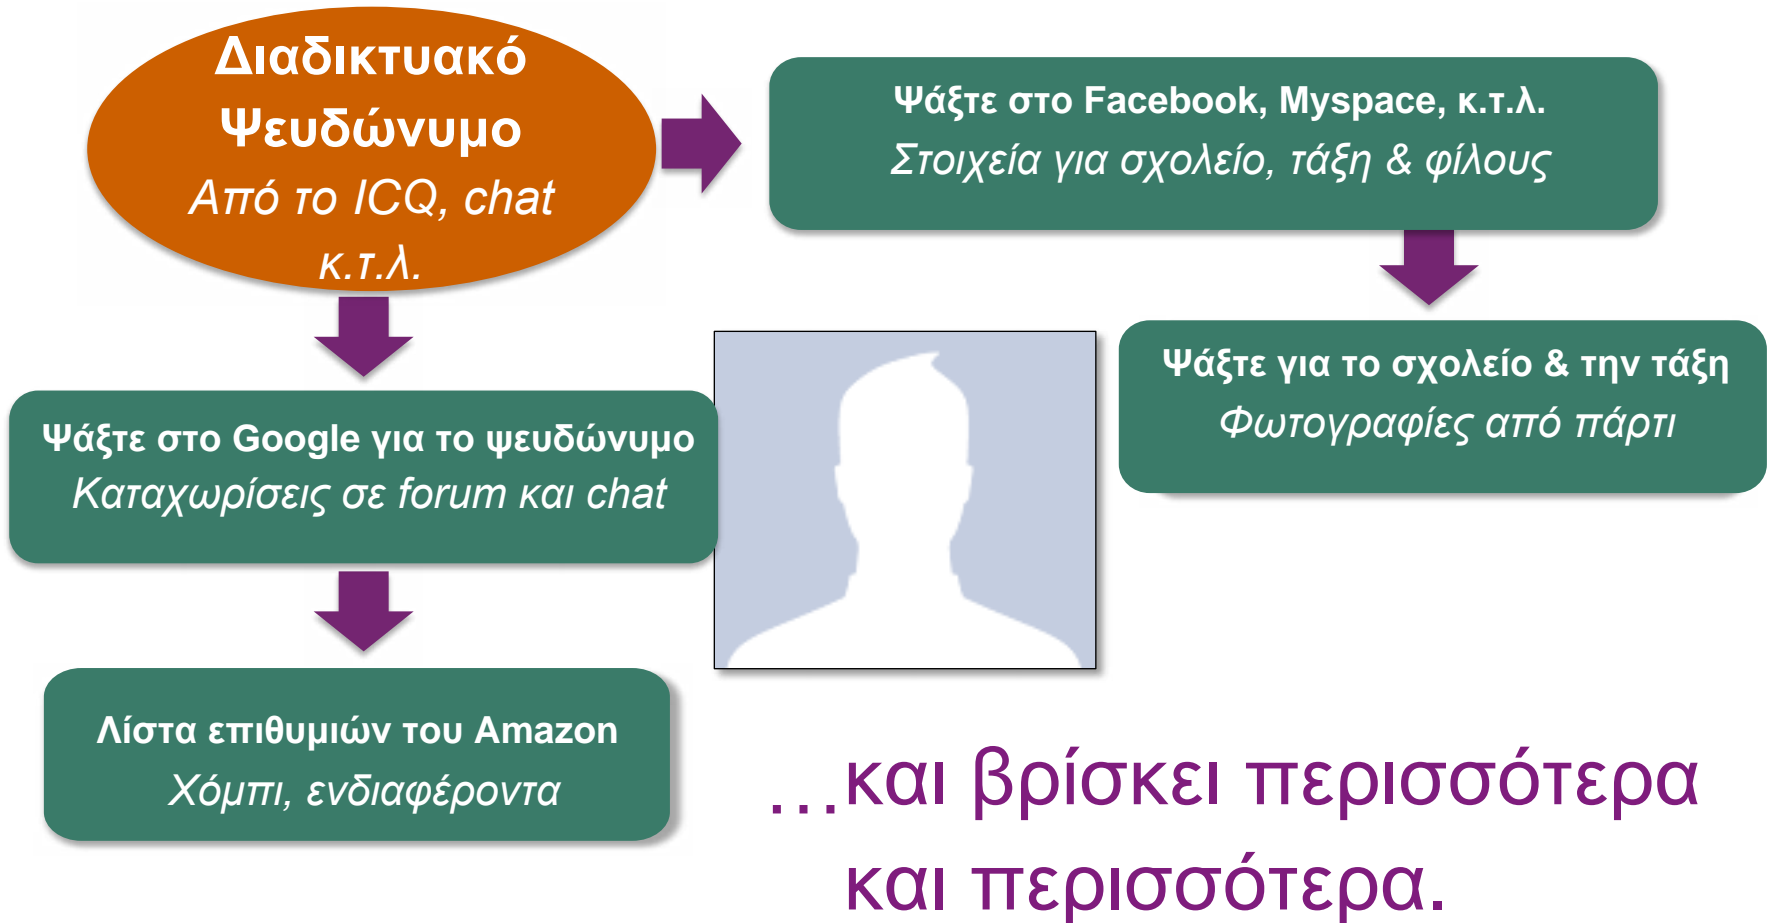 Διαδικτυακό
Ψευδώνυμο
Από το ICQ, chat
κ.τ.λ.
Ψάξτε στο Facebook, Myspace, κ.τ.λ.
Στοιχεία για σχολείο, τάξη & φίλους
Ψάξτε για το σχολείο & την τάξη
Φωτογραφίες από πάρτι
Ψάξτε στο Google για το ψευδώνυμο
Καταχωρίσεις σε forum και chat
Λίστα επιθυμιών του Amazon
Χόμπι, ενδιαφέροντα
…και βρίσκει περισσότερα
και περισσότερα.